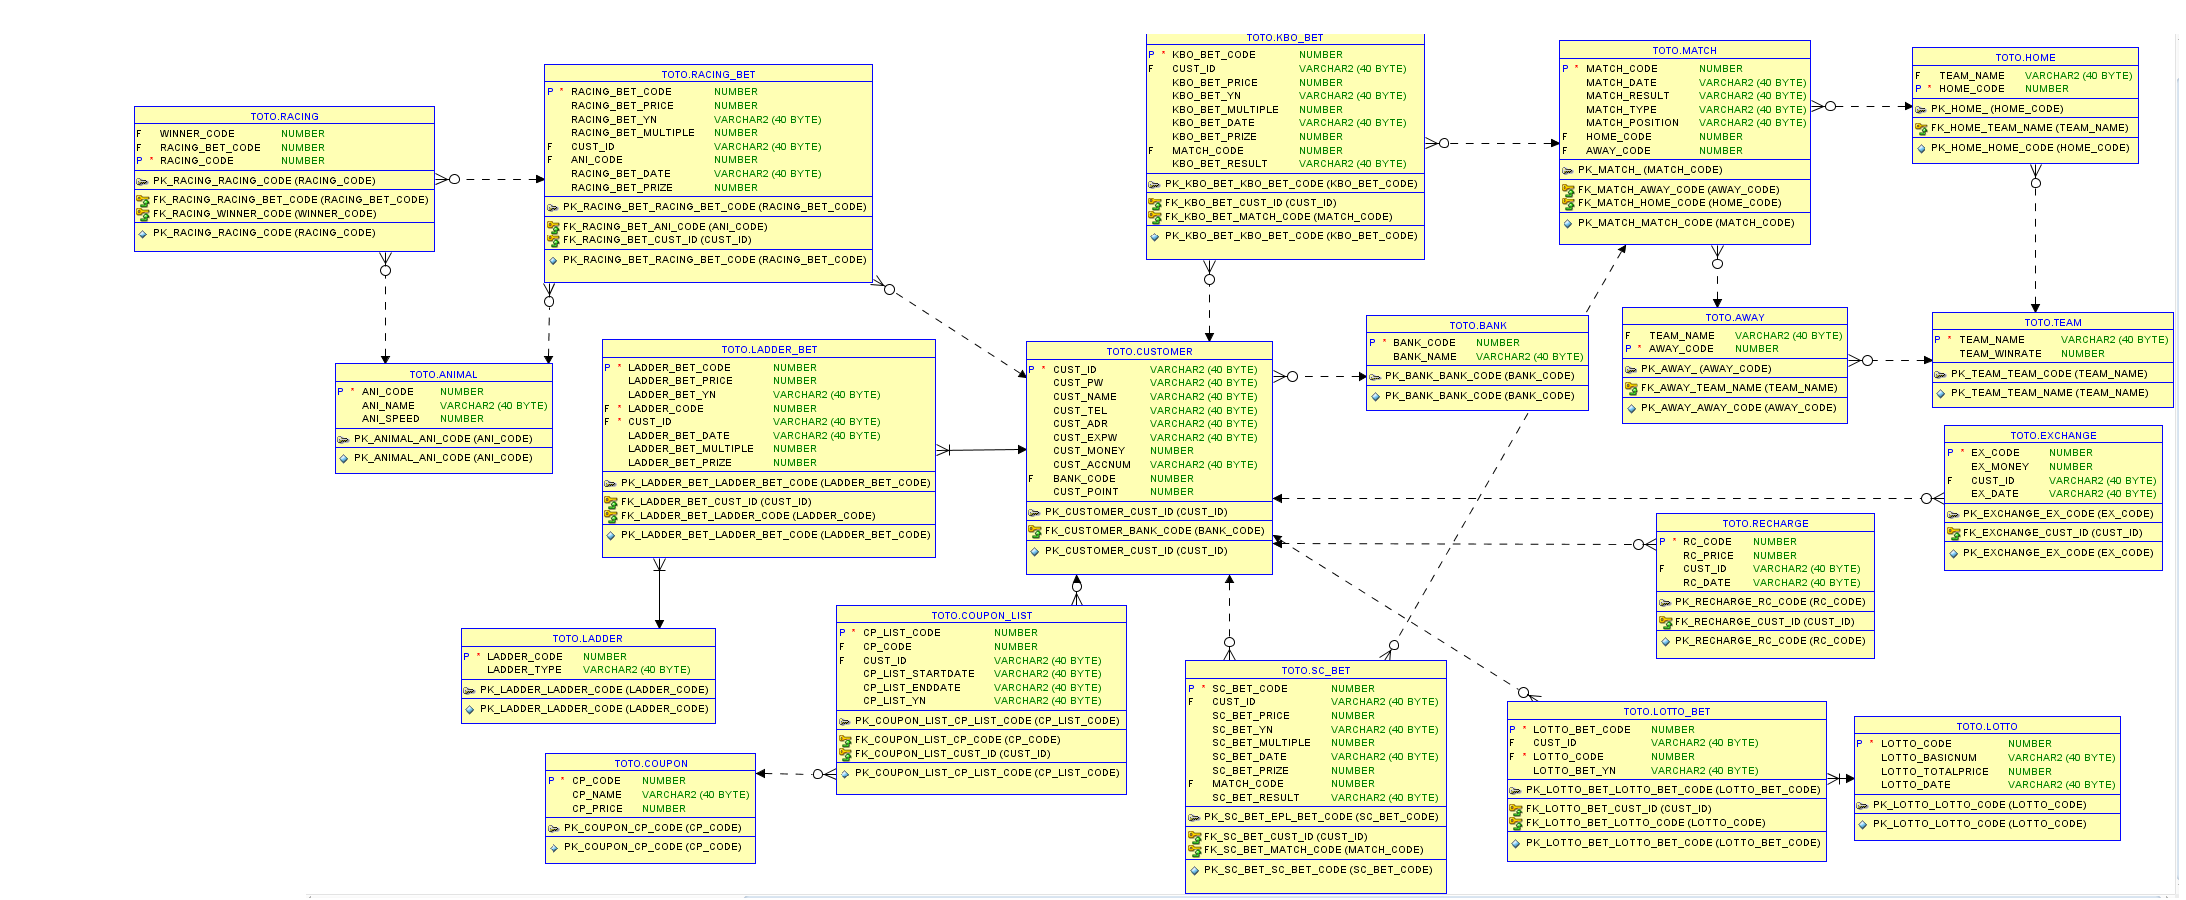 TOTO.RACING
F WINNER_CODE NUMBER
F RACING_BET_CODE NUMBER
P * RACING_CODE NUMBER
PK_RACING_RACING_CODE (RACING_CODE)
FK_RACING_RACING_BET_CODE (RACING_BET_CODE)
FK_RACING_WINNER_CODE (WINNER_CODE)
PK_RACING_RACING_CODE (RACING_CODE)
TOTO.RACING_BET
P * RACING_BET_CODE NUMBER
RACING_BET_PRICE NUMBER
RACING_BET_YN VARCHAR2 (40 BYTE)
RACING_BET_MULTIPLE NUMBER
F CUST_ID VARCHAR2 (40 BYTE)
F ANI_CODE NUMBER
RACING_BET_DATE VARCHAR2 (40 BYTE)
RACING_BET_PRIZE NUMBER
PK_RACING_BET_RACING_BET_CODE (RACING_BET_CODE)
FK_RACING_BET_ANI_CODE (ANI_CODE)
FK_RACING_BET_CUST_ID (CUST_ID)
PK_RACING_BET_RACING_BET_CODE (RACING_BET_CODE)
TOTO.KBO_BET
P * KBO_BET_CODE NUMBER
F CUST_ID VARCHAR2 (40 BYTE)
KBO_BET_PRICE NUMBER
KBO_BET_YN VARCHAR2 (40 BYTE)
KBO_BET_MULTIPLE NUMBER
KBO_BET_DATE VARCHAR2 (40 BYTE)
KBO_BET_PRIZE NUMBER
F MATCH_CODE NUMBER
KBO_BET_RESULT VARCHAR2 (40 BYTE)
PK_KBO_BET_KBO_BET_CODE (KBO_BET_CODE)
FK_KBO_BET_CUST_ID (CUST_ID)
FK_KBO_BET_MATCH_CODE (MATCH_CODE)
PK_KBO_BET_KBO_BET_CODE (KBO_BET_CODE)
TOTO.MATCH
P * MATCH_CODE NUMBER
MATCH_DATE VARCHAR2 (40 BYTE)
MATCH_RESULT VARCHAR2 (40 BYTE)
MATCH_TYPE VARCHAR2 (40 BYTE)
MATCH_POSITION VARCHAR2 (40 BYTE)
F HOME_CODE NUMBER
F AWAY_CODE NUMBER
PK_MATCH_ (MATCH_CODE)
FK_MATCH_AWAY_CODE (AWAY_CODE)
FK_MATCH_HOME_CODE (HOME_CODE)
PK_MATCH_MATCH_CODE (MATCH_CODE)
TOTO.HOME
F TEAM_NAME VARCHAR2 (40 BYTE)
P * HOME_CODE NUMBER
PK_HOME_ (HOME_CODE)
FK_HOME_TEAM_NAME (TEAM_NAME)
PK_HOME_HOME_CODE (HOME_CODE)
TOTO.ANIMAL
P * ANI_CODE NUMBER
ANI_NAME VARCHAR2 (40 BYTE)
ANI_SPEED NUMBER
PK_ANIMAL_ANI_CODE (ANI_CODE)
PK_ANIMAL_ANI_CODE (ANI_CODE)
TOTO.LADDER_BET
P * LADDER_BET_CODE NUMBER
LADDER_BET_PRICE NUMBER
LADDER_BET_YN VARCHAR2 (40 BYTE)
F * LADDER_CODE NUMBER
F * CUST_ID VARCHAR2 (40 BYTE)
LADDER_BET_DATE VARCHAR2 (40 BYTE)
LADDER_BET_MULTIPLE NUMBER
LADDER_BET_PRIZE NUMBER
PK_LADDER_BET_LADDER_BET_CODE (LADDER_BET_CODE)
FK_LADDER_BET_CUST_ID (CUST_ID)
FK_LADDER_BET_LADDER_CODE (LADDER_CODE)
PK_LADDER_BET_LADDER_BET_CODE (LADDER_BET_CODE)
TOTO.CUSTOMER
P * CUST_ID VARCHAR2 (40 BYTE)
CUST_PW VARCHAR2 (40 BYTE)
CUST_NAME VARCHAR2 (40 BYTE)
CUST_TEL VARCHAR2 (40 BYTE)
CUST_ADR VARCHAR2 (40 BYTE)
CUST_EXPW VARCHAR2 (40 BYTE)
CUST_MONEY NUMBER
CUST_ACCNUM VARCHAR2 (40 BYTE)
F BANK_CODE NUMBER
CUST_POINT NUMBER
PK_CUSTOMER_CUST_ID (CUST_ID)
FK_CUSTOMER_BANK_CODE (BANK_CODE)
PK_CUSTOMER_CUST_ID (CUST_ID)
TOTO.BANK
P * BANK_CODE NUMBER
BANK_NAME VARCHAR2 (40 BYTE)
PK_BANK_BANK_CODE (BANK_CODE)
PK_BANK_BANK_CODE (BANK_CODE)
TOTO.AWAY
F TEAM_NAME VARCHAR2 (40 BYTE)
P * AWAY_CODE NUMBER
PK_AWAY_ (AWAY_CODE)
FK_AWAY_TEAM_NAME (TEAM_NAME)
PK_AWAY_AWAY_CODE (AWAY_CODE)
TOTO.TEAM
P * TEAM_NAME VARCHAR2 (40 BYTE)
TEAM_WINRATE NUMBER
PK_TEAM_TEAM_CODE (TEAM_NAME)
PK_TEAM_TEAM_NAME (TEAM_NAME)
TOTO.EXCHANGE
P * EX_CODE NUMBER
EX_MONEY NUMBER
F CUST_ID VARCHAR2 (40 BYTE)
EX_DATE VARCHAR2 (40 BYTE)
PK_EXCHANGE_EX_CODE (EX_CODE)
FK_EXCHANGE_CUST_ID (CUST_ID)
PK_EXCHANGE_EX_CODE (EX_CODE)
TOTO.RECHARGE
P * RC_CODE NUMBER
RC_PRICE NUMBER
F CUST_ID VARCHAR2 (40 BYTE)
RC_DATE VARCHAR2 (40 BYTE)
PK_RECHARGE_RC_CODE (RC_CODE)
FK_RECHARGE_CUST_ID (CUST_ID)
PK_RECHARGE_RC_CODE (RC_CODE)
TOTO.LADDER
P * LADDER_CODE NUMBER
LADDER_TYPE VARCHAR2 (40 BYTE)
PK_LADDER_LADDER_CODE (LADDER_CODE)
PK_LADDER_LADDER_CODE (LADDER_CODE)
TOTO.COUPON_LIST
P * CP_LIST_CODE NUMBER
F CP_CODE NUMBER
F CUST_ID VARCHAR2 (40 BYTE)
CP_LIST_STARTDATE VARCHAR2 (40 BYTE)
CP_LIST_ENDDATE VARCHAR2 (40 BYTE)
CP_LIST_YN VARCHAR2 (40 BYTE)
PK_COUPON_LIST_CP_LIST_CODE (CP_LIST_CODE)
FK_COUPON_LIST_CP_CODE (CP_CODE)
FK_COUPON_LIST_CUST_ID (CUST_ID)
PK_COUPON_LIST_CP_LIST_CODE (CP_LIST_CODE)
TOTO.COUPON
P * CP_CODE NUMBER
CP_NAME VARCHAR2 (40 BYTE)
CP_PRICE NUMBER
PK_COUPON_CP_CODE (CP_CODE)
PK_COUPON_CP_CODE (CP_CODE)
TOTO.SC_BET
P * SC_BET_CODE NUMBER
F CUST_ID VARCHAR2 (40 BYTE)
SC_BET_PRICE NUMBER
SC_BET_YN VARCHAR2 (40 BYTE)
SC_BET_MULTIPLE NUMBER
SC_BET_DATE VARCHAR2 (40 BYTE)
SC_BET_PRIZE NUMBER
F MATCH_CODE NUMBER
SC_BET_RESULT VARCHAR2 (40 BYTE)
PK_SC_BET_EPL_BET_CODE (SC_BET_CODE)
FK_SC_BET_CUST_ID (CUST_ID)
FK_SC_BET_MATCH_CODE (MATCH_CODE)
PK_SC_BET_SC_BET_CODE (SC_BET_CODE)
TOTO.LOTTO_BET
P * LOTTO_BET_CODE NUMBER
F CUST_ID VARCHAR2 (40 BYTE)
F * LOTTO_CODE NUMBER
LOTTO_BET_YN VARCHAR2 (40 BYTE)
PK_LOTTO_BET_LOTTO_BET_CODE (LOTTO_BET_CODE)
FK_LOTTO_BET_CUST_ID (CUST_ID)
FK_LOTTO_BET_LOTTO_CODE (LOTTO_CODE)
PK_LOTTO_BET_LOTTO_BET_CODE (LOTTO_BET_CODE)
TOTO.LOTTO
P * LOTTO_CODE NUMBER
LOTTO_BASICNUM VARCHAR2 (40 BYTE)
LOTTO_TOTALPRICE NUMBER
LOTTO_DATE VARCHAR2 (40 BYTE)
PK_LOTTO_LOTTO_CODE (LOTTO_CODE)
PK_LOTTO_LOTTO_CODE (LOTTO_CODE)